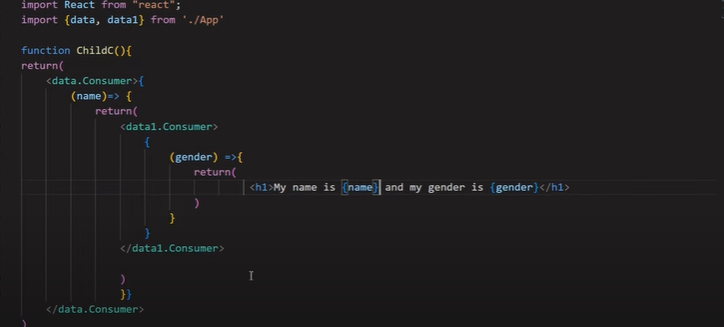 import React from "react";
import {data, data1} from './App'
function ChildC(){
return(
<data.Consumer>{
(name)=> {
return(
<data1.Consumer>
{
(gender) =>{
return(
<h1>My name is {name} and my gender is {gender}</h1>
)
}
}
</data1.Consumer>
)
}}
</data.Consumer>
)